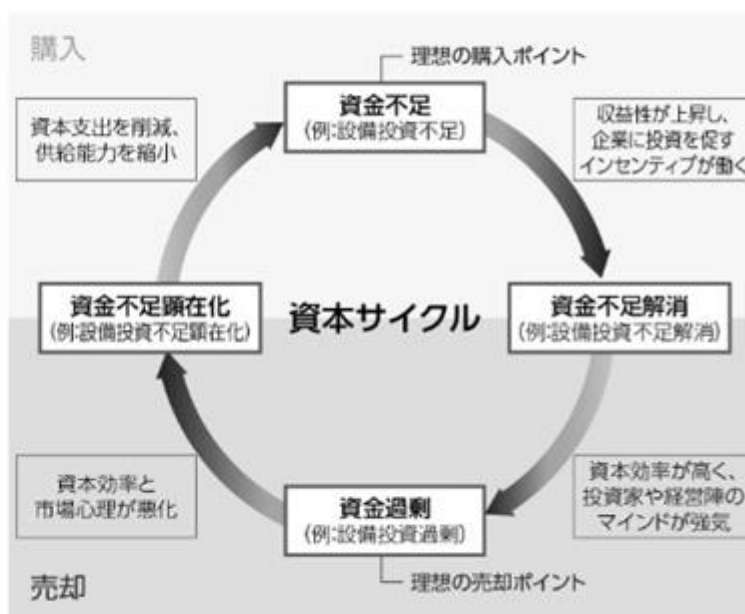 購入
理想の購入ポイント
資金不足
(例:設備投資不足)
資本支出を削減、
供給能力を縮小
収益性が上昇し、
企業に投資を促す
インセンティブが働く
資金不足顕在化
(例:設備投資不足顕在化)
資本サイクル
資金不足解消
(例:設備投資不足解消)
資本効率と
市場心理が悪化
資金過剰
(例:設備投資過剰)
資本効率が高く、
投資家や経営陣の
マインドが強気
売却
理想の売却ポイント